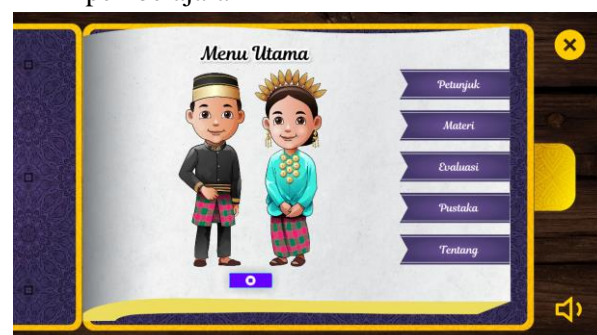 Menu Utama
Petunjuk
Materi
Evaluasi
Pustaka
Tentang